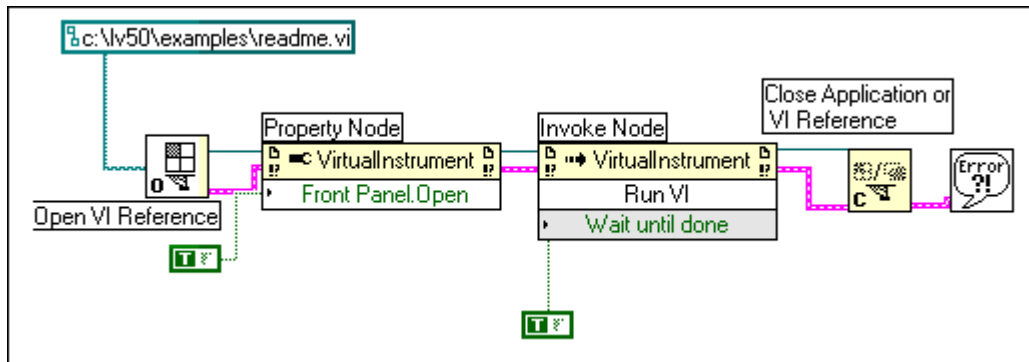 c:\lv50\examples\readme.vi
Close Application or
VI Reference
Property Node
Invoke Node
VirtualInstrument
VirtualInstrument
Error
?!
Front Panel.Open
Run VI
O
C
Open VI Reference
Wait until done
T F
T F